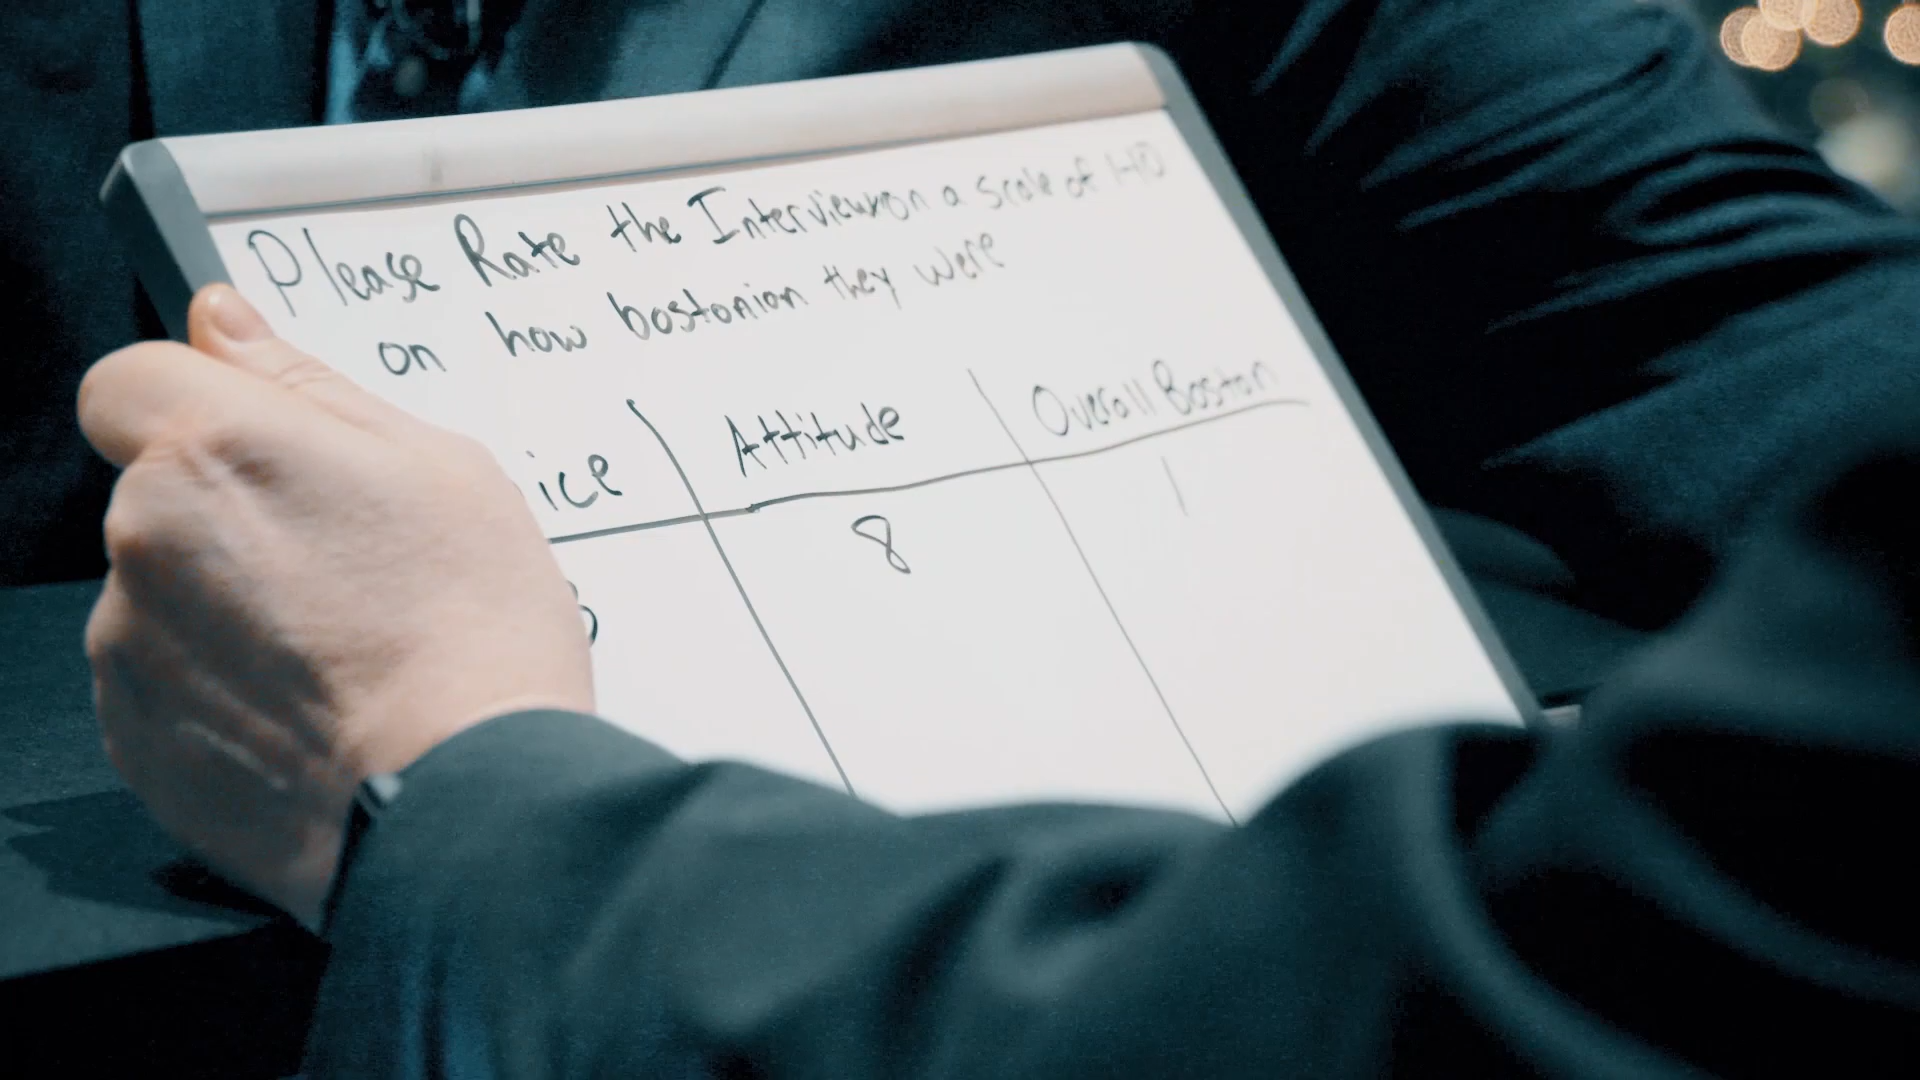 Please Rate the Interview on a scale of 1-10
on how bostonian they were
ice Attitude Overall Boston
8 1